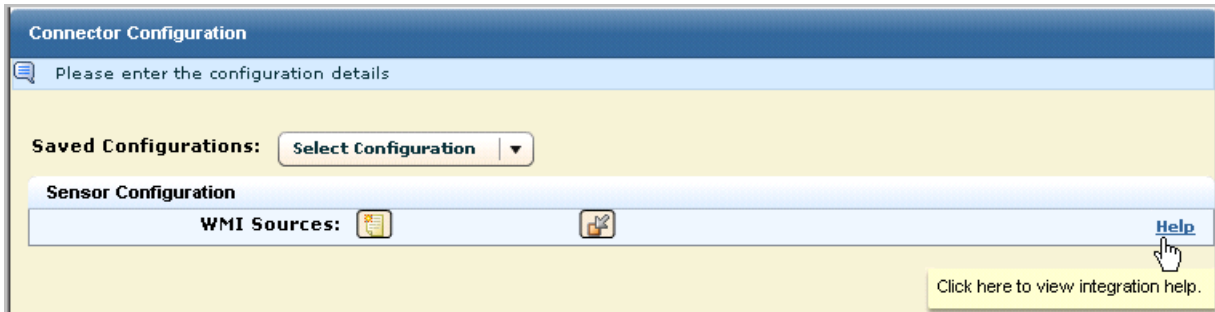 Connector Configuration
Please enter the configuration details
Saved Configurations: Select Configuration
Sensor Configuration
WMI Sources: Help
Click here to view integration help.